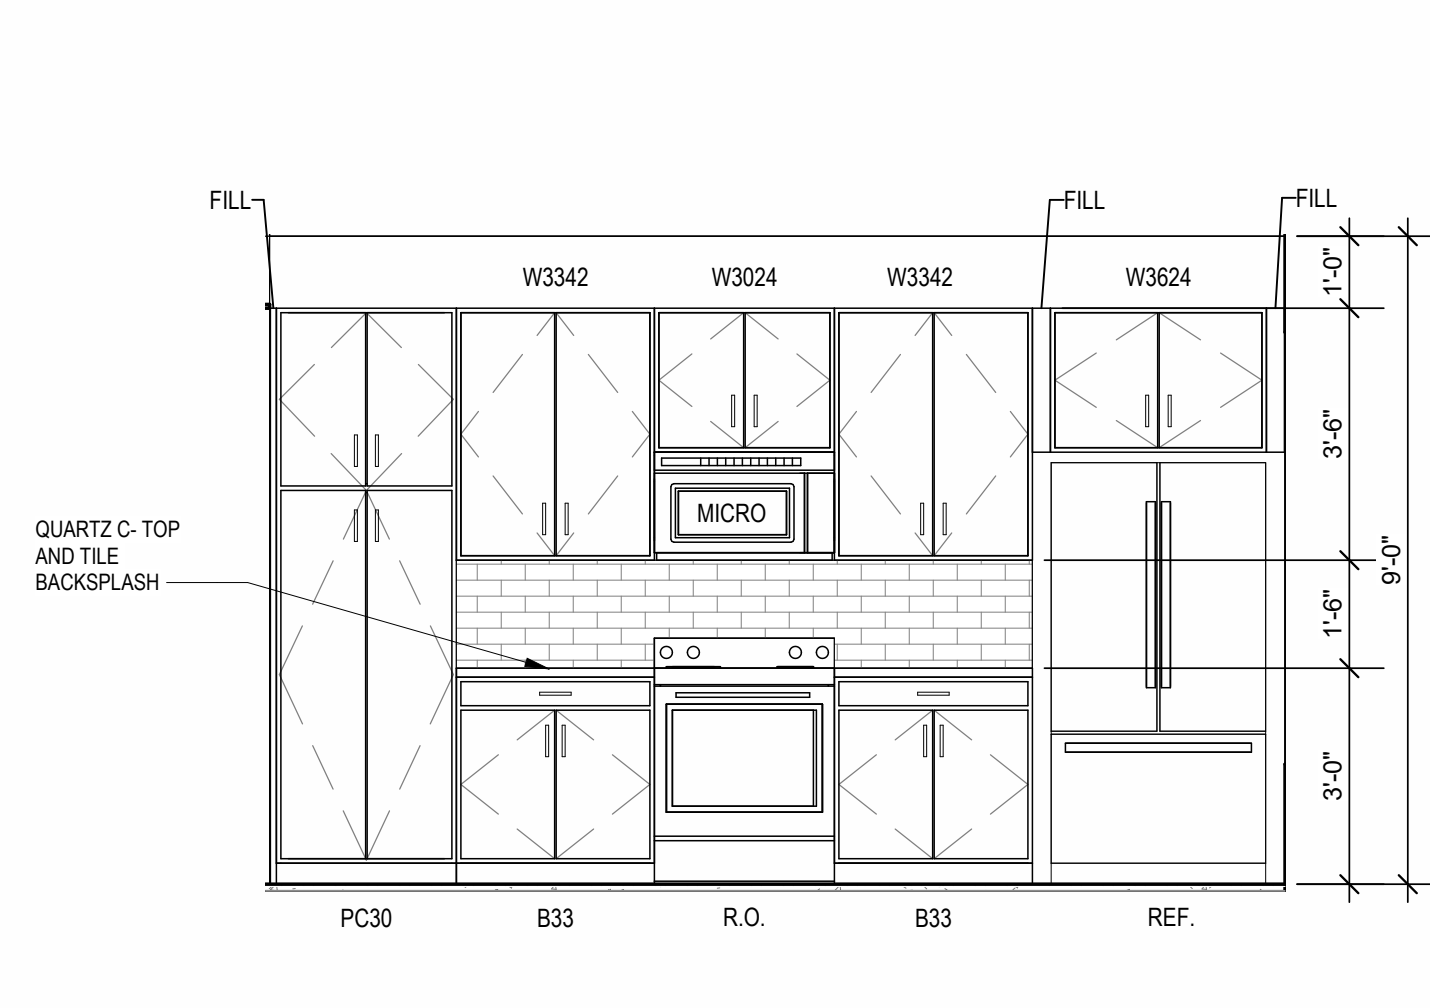 FILL
FILL
FILL
W3342
W3024
W3342
W3624
1'-0"
3'-6"
MICRO
QUARTZ C- TOP
AND TILE
BACKSPLASH
9'-0"
1'-6"
3'-0"
PC30
B33
R.O.
B33
REF.